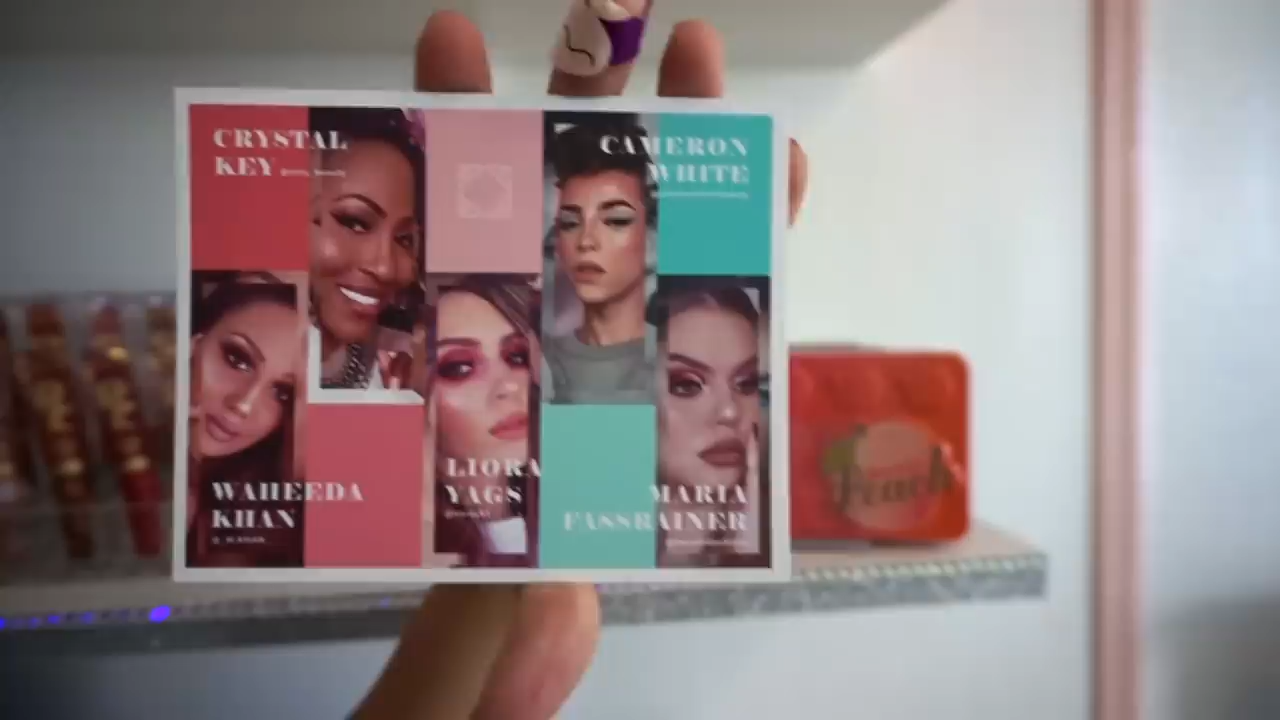 CRYSTAL
KEY
CAMERON
WHITE
WAHEEDA
KHAN
LIORA
YAGS
MARIA
FASSRAINER
Peach